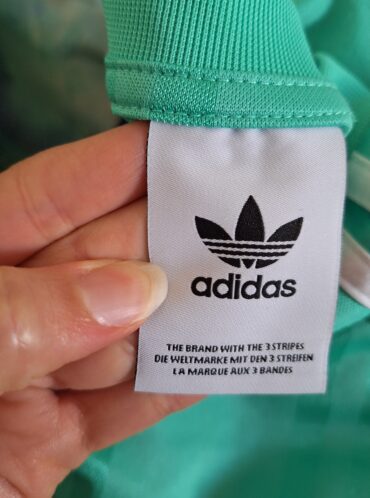 adidas
THE BRAND WITH THE 3 STRIPES
DIE WELTMARKE MIT DEN 3 STREIFEN
LA MARQUE AUX 3 BANDES